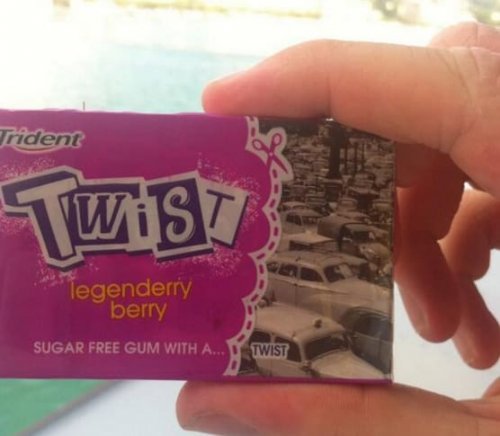 Trident
TWiST
legenderry
berry
SUGAR FREE GUM WITH A... TWIST